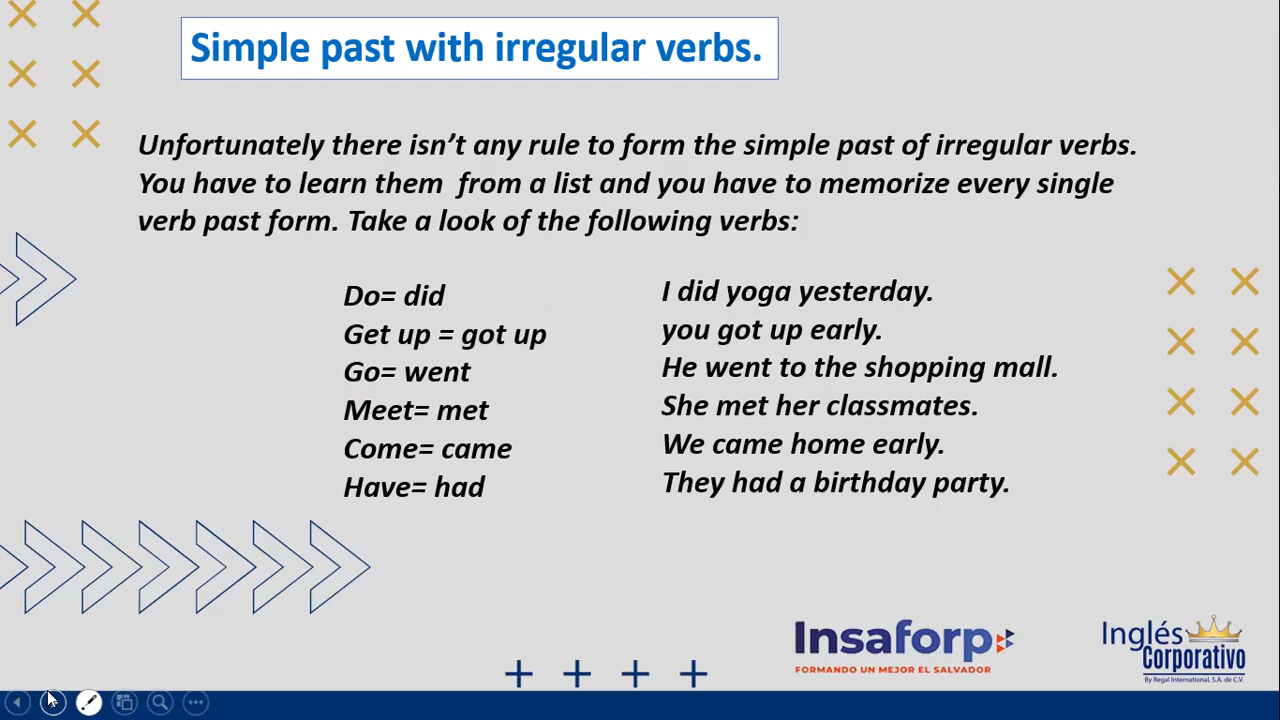 Simple past with irregular verbs.
Unfortunately there isn't any rule to form the simple past of irregular verbs.
You have to learn them from a list and you have to memorize every single
verb past form. Take a look of the following verbs:
Do= did
Get up = got up
Go= went
Meet= met
Come= came
Have= had
I did yoga yesterday.
you got up early.
He went to the shopping mall.
She met her classmates.
We came home early.
They had a birthday party.
Insaforp
FORMANDO UN MEJOR EL SALVADOR
Inglés
Corporativo
By Regal International, S.A. de C.V.